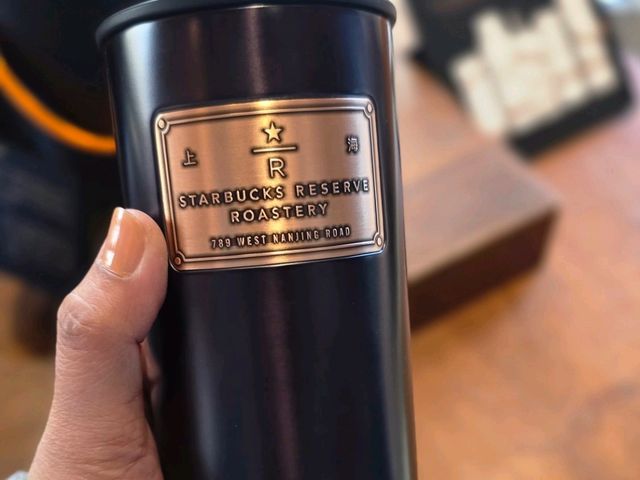 上 海
R
STARBUCKS RESERVE
ROASTERY
789 WEST NANJING ROAD